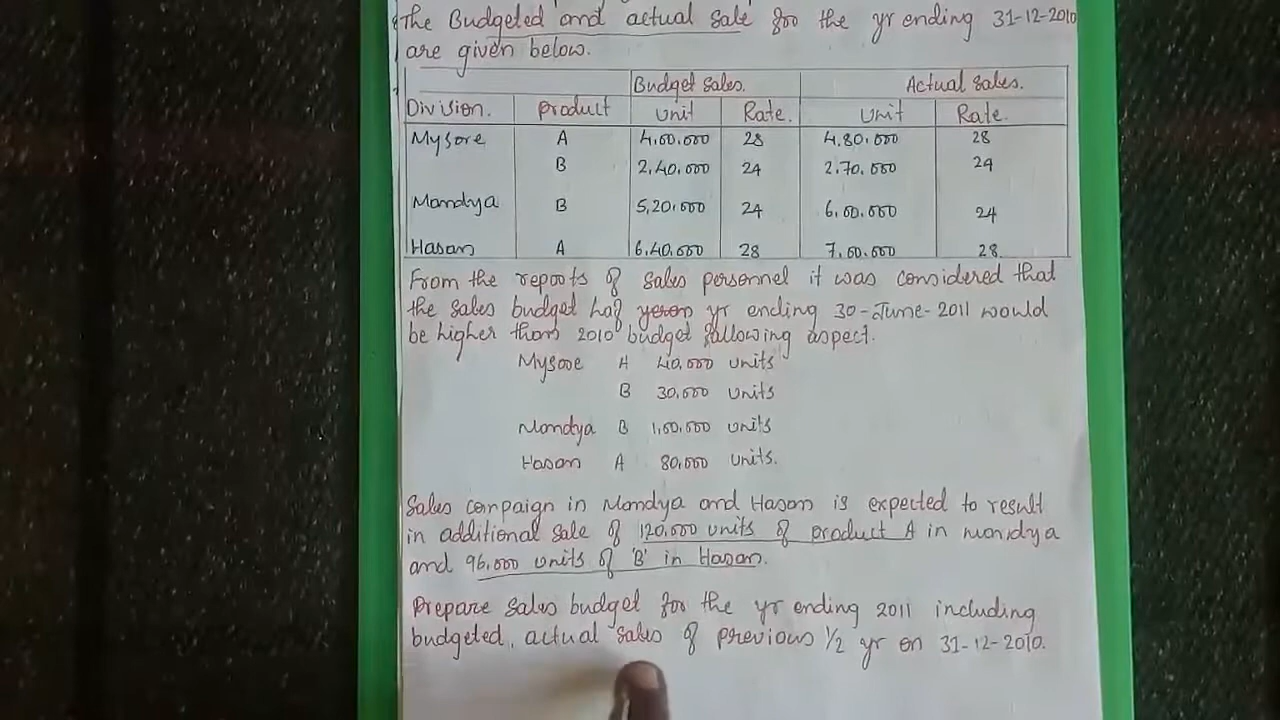 The Budgeted and actual sale for the yr ending 31-12-2010
are given below.
Budget Sales. Actual Sales.
Division. Product Unit Rate. Unit Rate.
Mysore A 4,00,000 28 4,80,000 28
B 2,40,000 24 2,70,000 24
Mandya B 5,20,000 24 6,00,000 24
Hasan A 6,40,000 28 7,00,000 28
From the reports of sales personnel it was considered that
the sales budget half yr ending 30-June-2011 would
be higher than 2010 budget fallowing aspect.
Mysore A 40,000 units
B 30,000 units
Mandya B 1,00,000 units
Hasan A 80,000 units.
Sales campaign in Mandya and Hasan is expected to result
in additional sale of 120,000 units of product A in mandya
and 96,000 units of 'B' in Hasan.
Prepare Sales budget for the yr ending 2011 including
budgeted, actual sales of previous 1/2 yr on 31-12-2010.